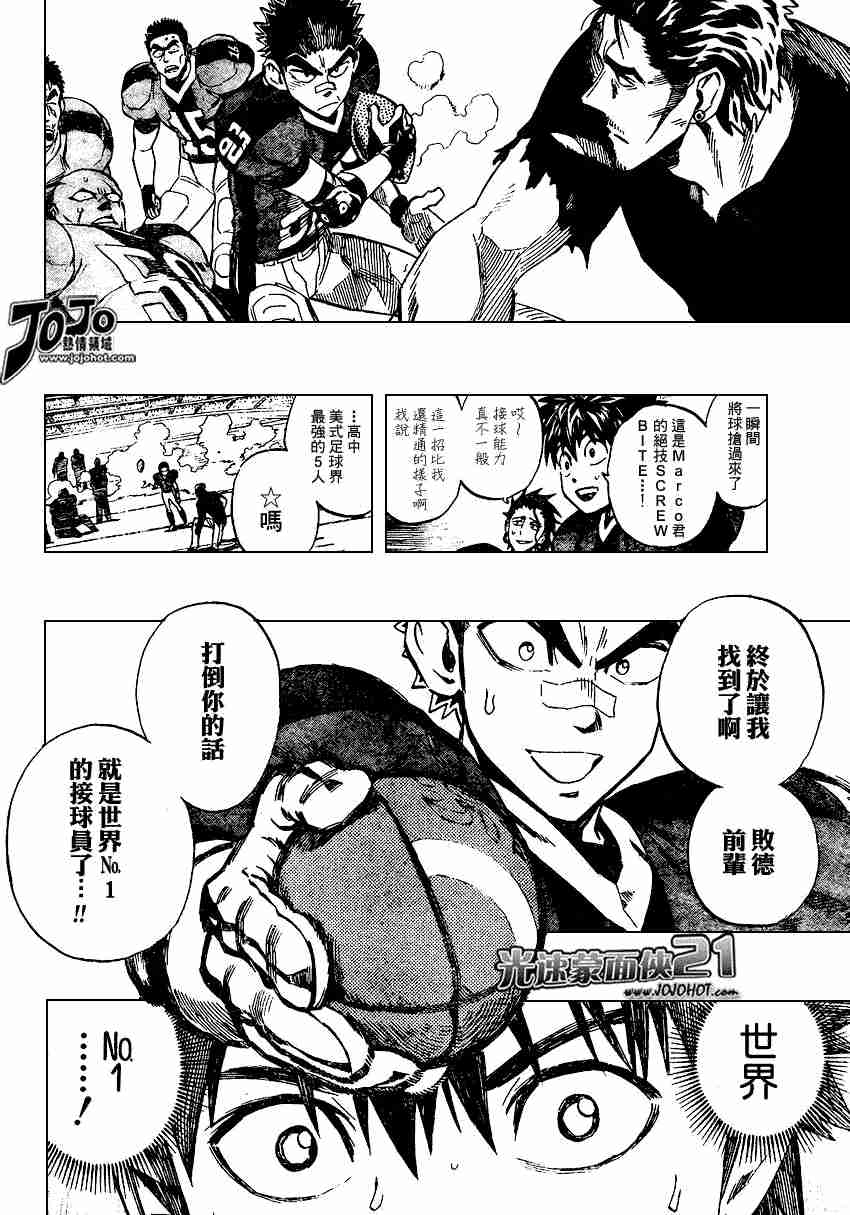 JOJO
熱情領域
www.jojohot.com
一瞬間
將球搶過來了
這是Marco君
的絕技SCREW
BITE…！
哎～
接球能力
真不一般
這一招比我
還精通的樣子啊
我說
…高中
美式足球界
最強的5人
☆嗎
終於讓我
找到了啊
敗德
前輩
打倒你的話
就是世界№1
的接球員了…!!
光速蒙面俠21
www.JOJOHOT.com
世界
№1
……！